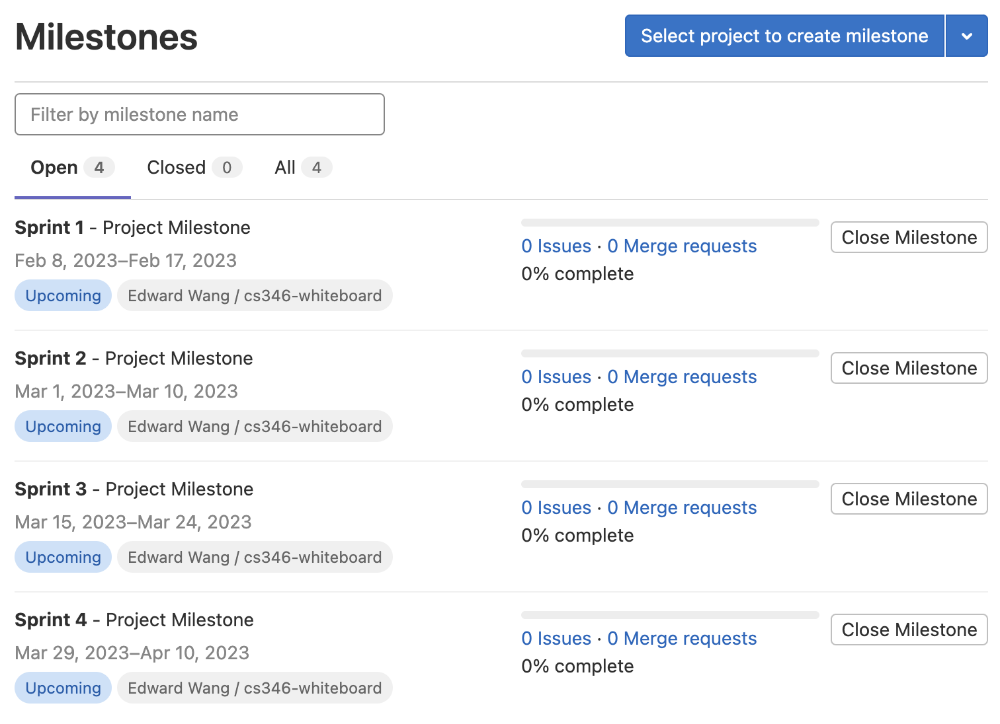 Milestones
Select project to create milestone
Filter by milestone name
Open 4 Closed 0 All 4
Sprint 1 - Project Milestone
Feb 8, 2023–Feb 17, 2023
Upcoming Edward Wang / cs346-whiteboard
0 Issues · 0 Merge requests
0% complete
Close Milestone
Sprint 2 - Project Milestone
Mar 1, 2023–Mar 10, 2023
Upcoming Edward Wang / cs346-whiteboard
0 Issues · 0 Merge requests
0% complete
Close Milestone
Sprint 3 - Project Milestone
Mar 15, 2023–Mar 24, 2023
Upcoming Edward Wang / cs346-whiteboard
0 Issues · 0 Merge requests
0% complete
Close Milestone
Sprint 4 - Project Milestone
Mar 29, 2023–Apr 10, 2023
Upcoming Edward Wang / cs346-whiteboard
0 Issues · 0 Merge requests
0% complete
Close Milestone